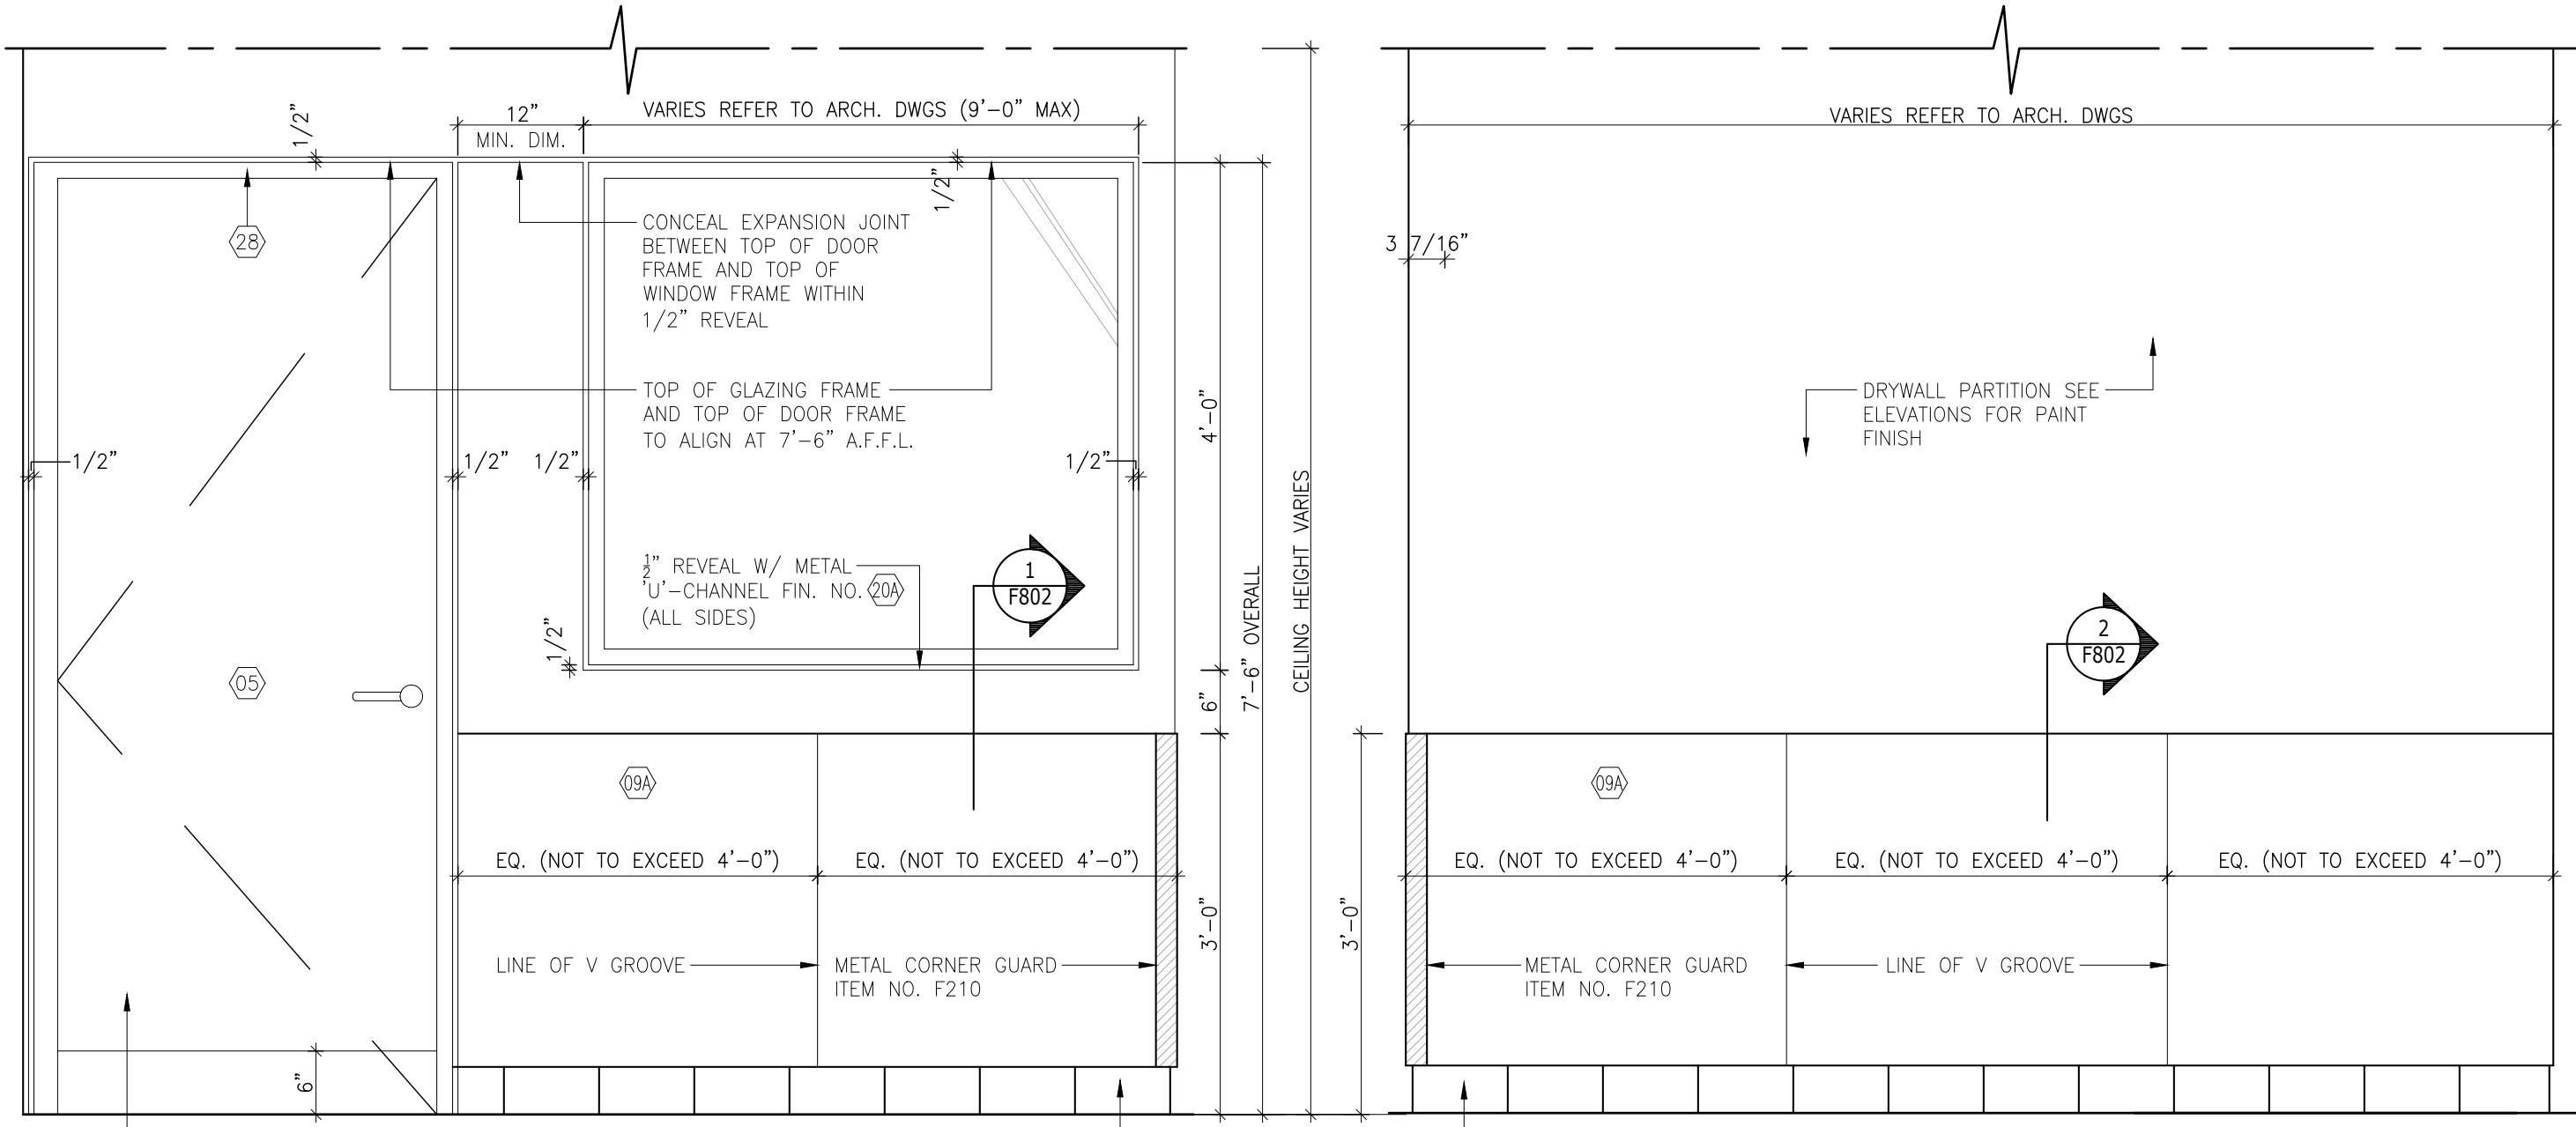 1/2"
12"
MIN. DIM.
VARIES REFER TO ARCH. DWGS (9'-0" MAX)
1/2"
28
CONCEAL EXPANSION JOINT
BETWEEN TOP OF DOOR
FRAME AND TOP OF
WINDOW FRAME WITHIN
1/2" REVEAL
TOP OF GLAZING FRAME
AND TOP OF DOOR FRAME
TO ALIGN AT 7'-6" A.F.F.L.
1/2"
1/2"
1/2"
1/2"
1/2" REVEAL W/ METAL
'U'-CHANNEL FIN. NO. 20A
(ALL SIDES)
1
F802
1/2"
05
4'-0"
6"
3'-0"
7'-6" OVERALL
CEILING HEIGHT VARIES
09A
EQ. (NOT TO EXCEED 4'-0")
EQ. (NOT TO EXCEED 4'-0")
LINE OF V GROOVE
METAL CORNER GUARD
ITEM NO. F210
6"
VARIES REFER TO ARCH. DWGS
3 7/16"
DRYWALL PARTITION SEE
ELEVATIONS FOR PAINT
FINISH
2
F802
3'-0"
09A
EQ. (NOT TO EXCEED 4'-0")
EQ. (NOT TO EXCEED 4'-0")
EQ. (NOT TO EXCEED 4'-0")
METAL CORNER GUARD
ITEM NO. F210
LINE OF V GROOVE